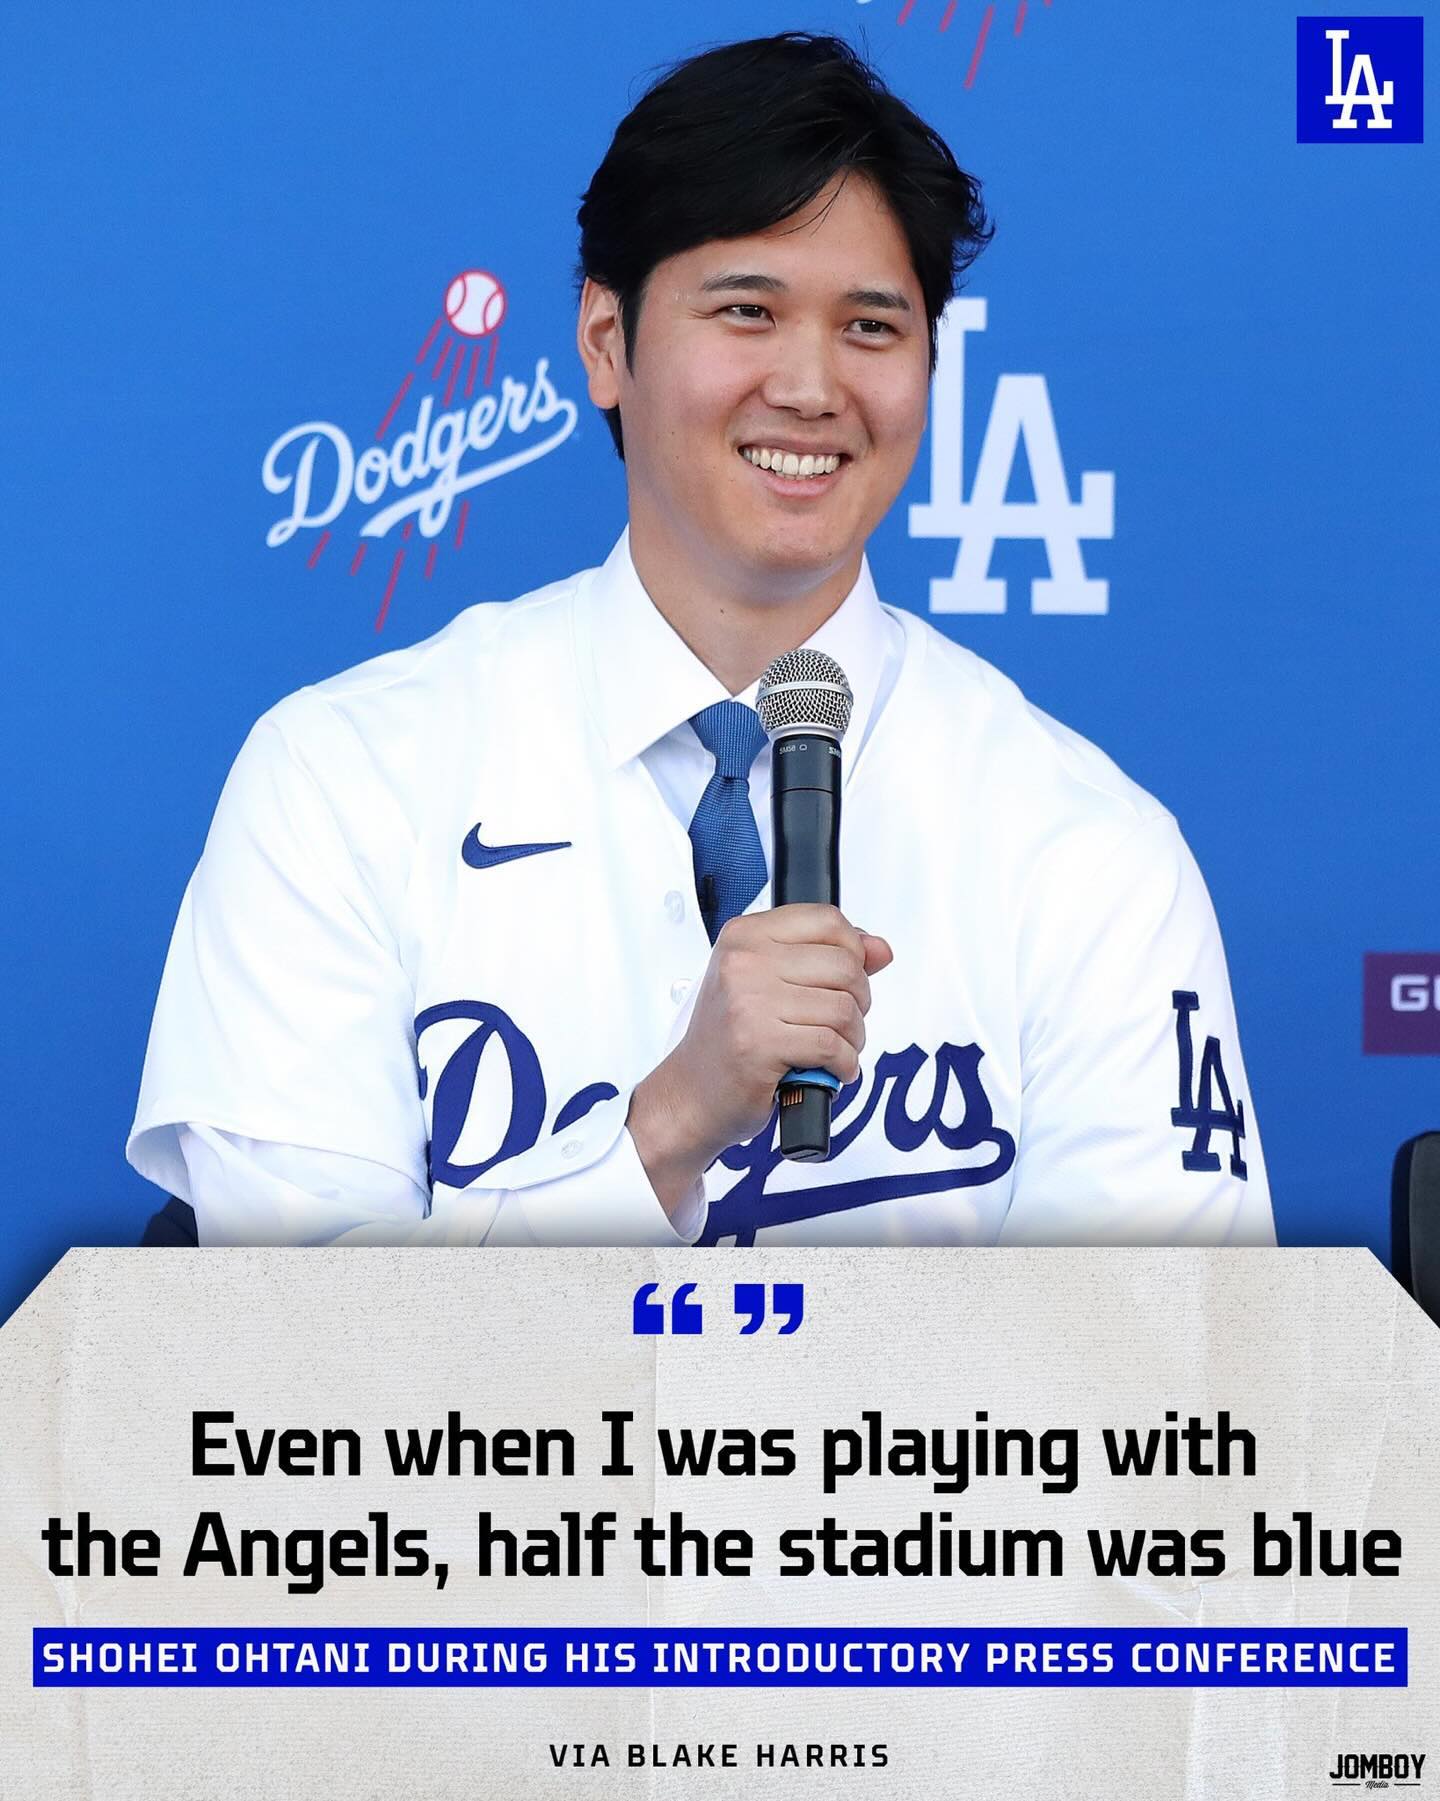 LA
Dodgers
LA
SM58
Dodgers
LA
“ ”
Even when I was playing with
the Angels, half the stadium was blue
SHOHEI OHTANI DURING HIS INTRODUCTORY PRESS CONFERENCE
VIA BLAKE HARRIS
JOMBOY
Media